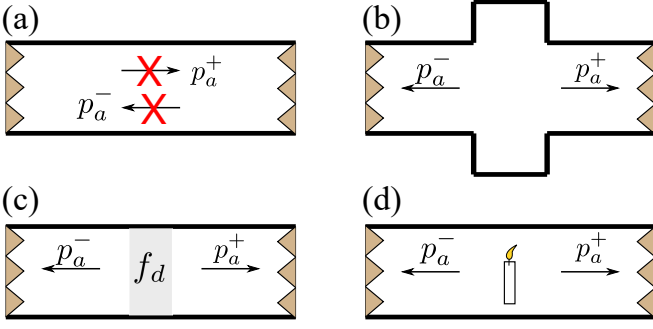 (a)
p_a^+
p_a^-
(b)
p_a^- p_a^+
(c)
p_a^- f_d p_a^+
(d)
p_a^- p_a^+